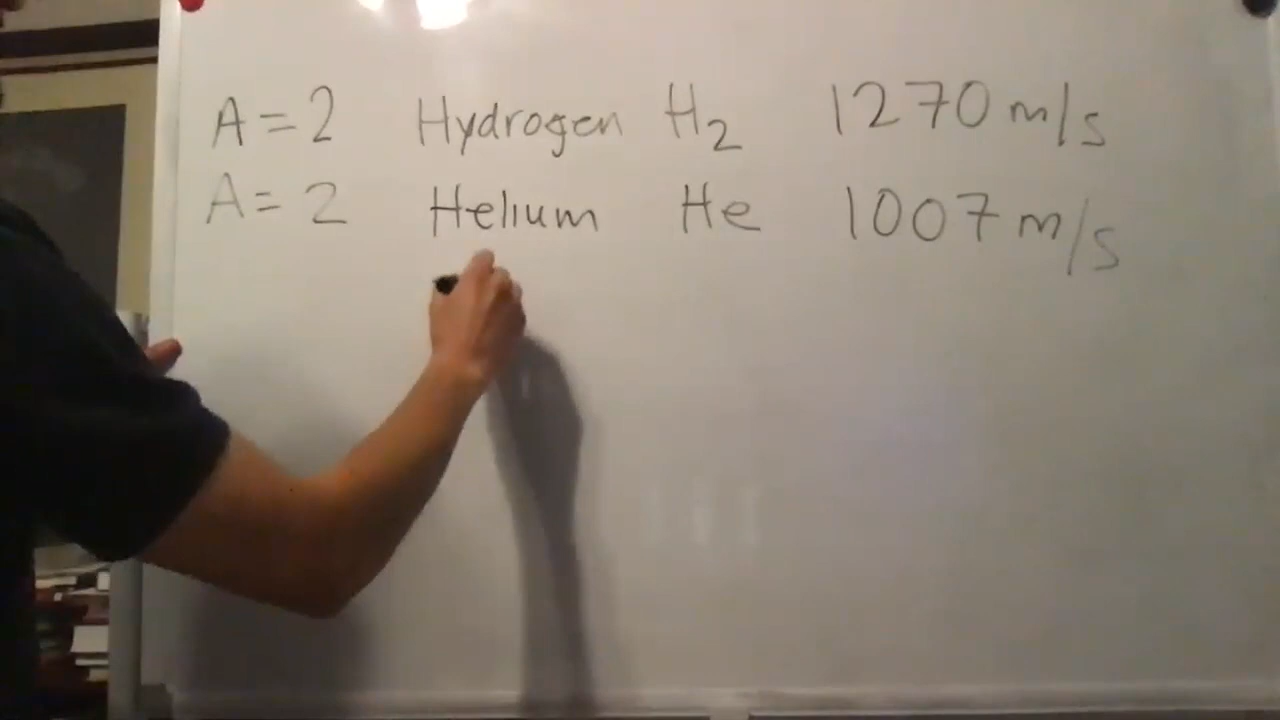 A=2 Hydrogen H₂ 1270 m/s
A=2 Helium He 1007 m/s